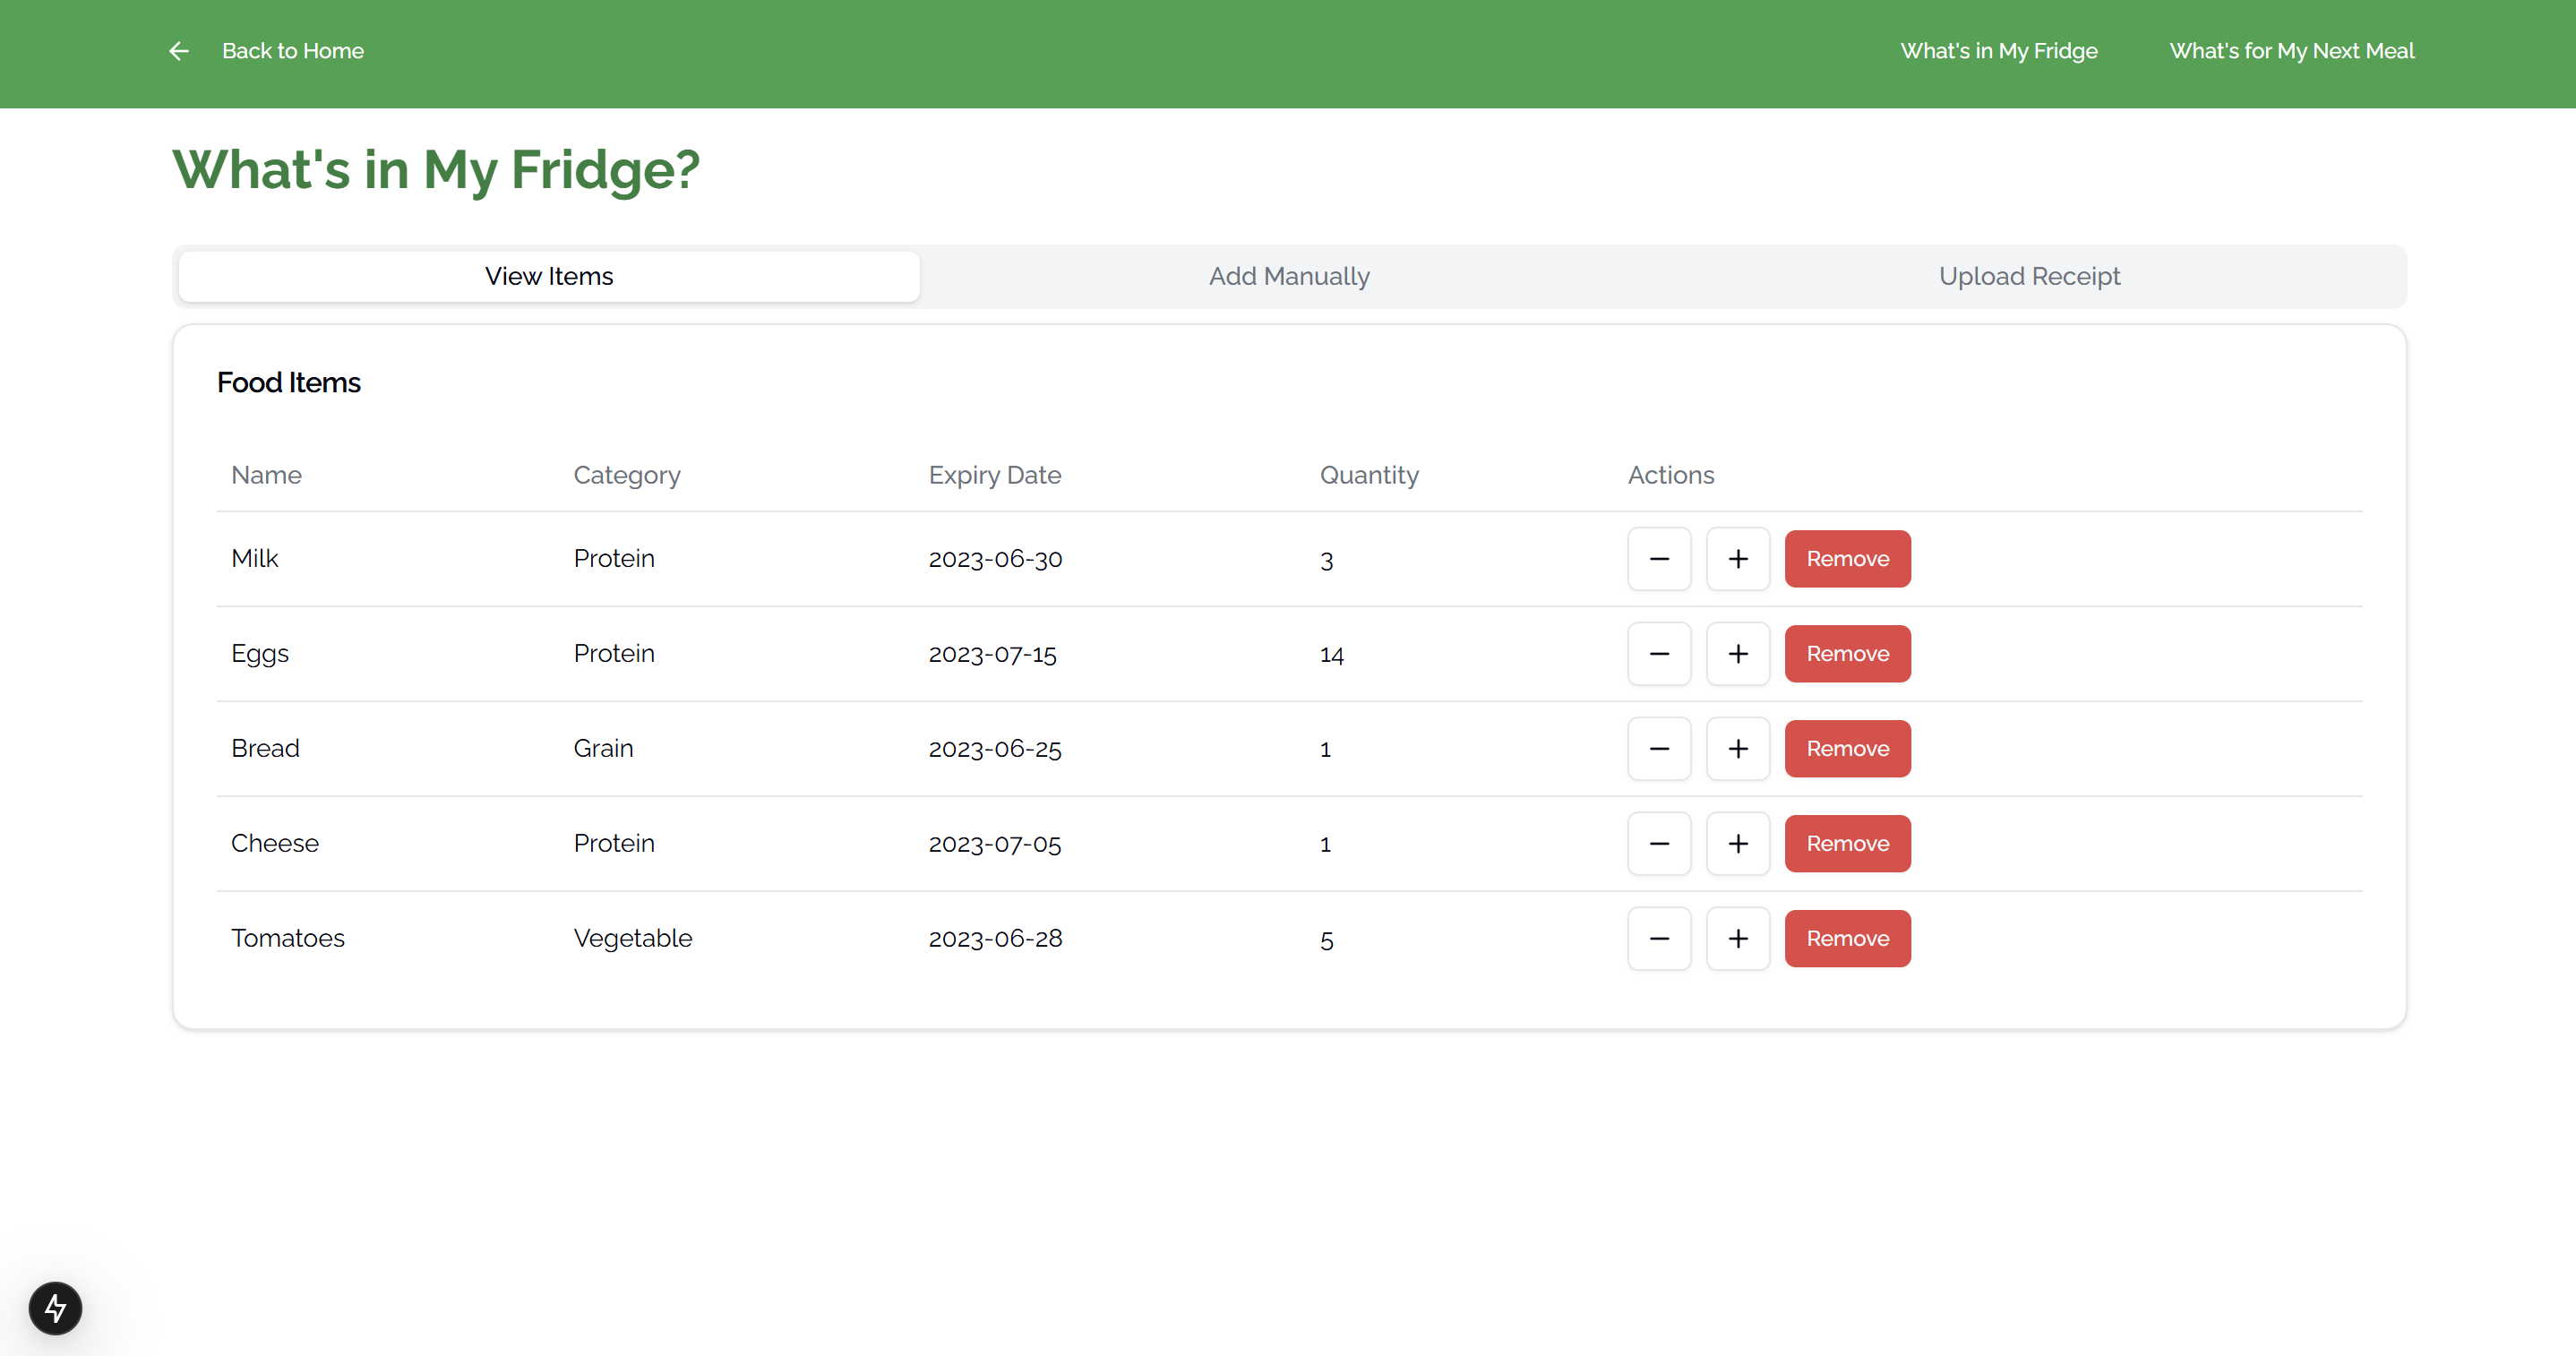 Back to Home What's in My Fridge What's for My Next Meal
What's in My Fridge?
View Items Add Manually Upload Receipt
Food Items
Name Category Expiry Date Quantity Actions
Milk Protein 2023-06-30 3 Remove
Eggs Protein 2023-07-15 14 Remove
Bread Grain 2023-06-25 1 Remove
Cheese Protein 2023-07-05 1 Remove
Tomatoes Vegetable 2023-06-28 5 Remove